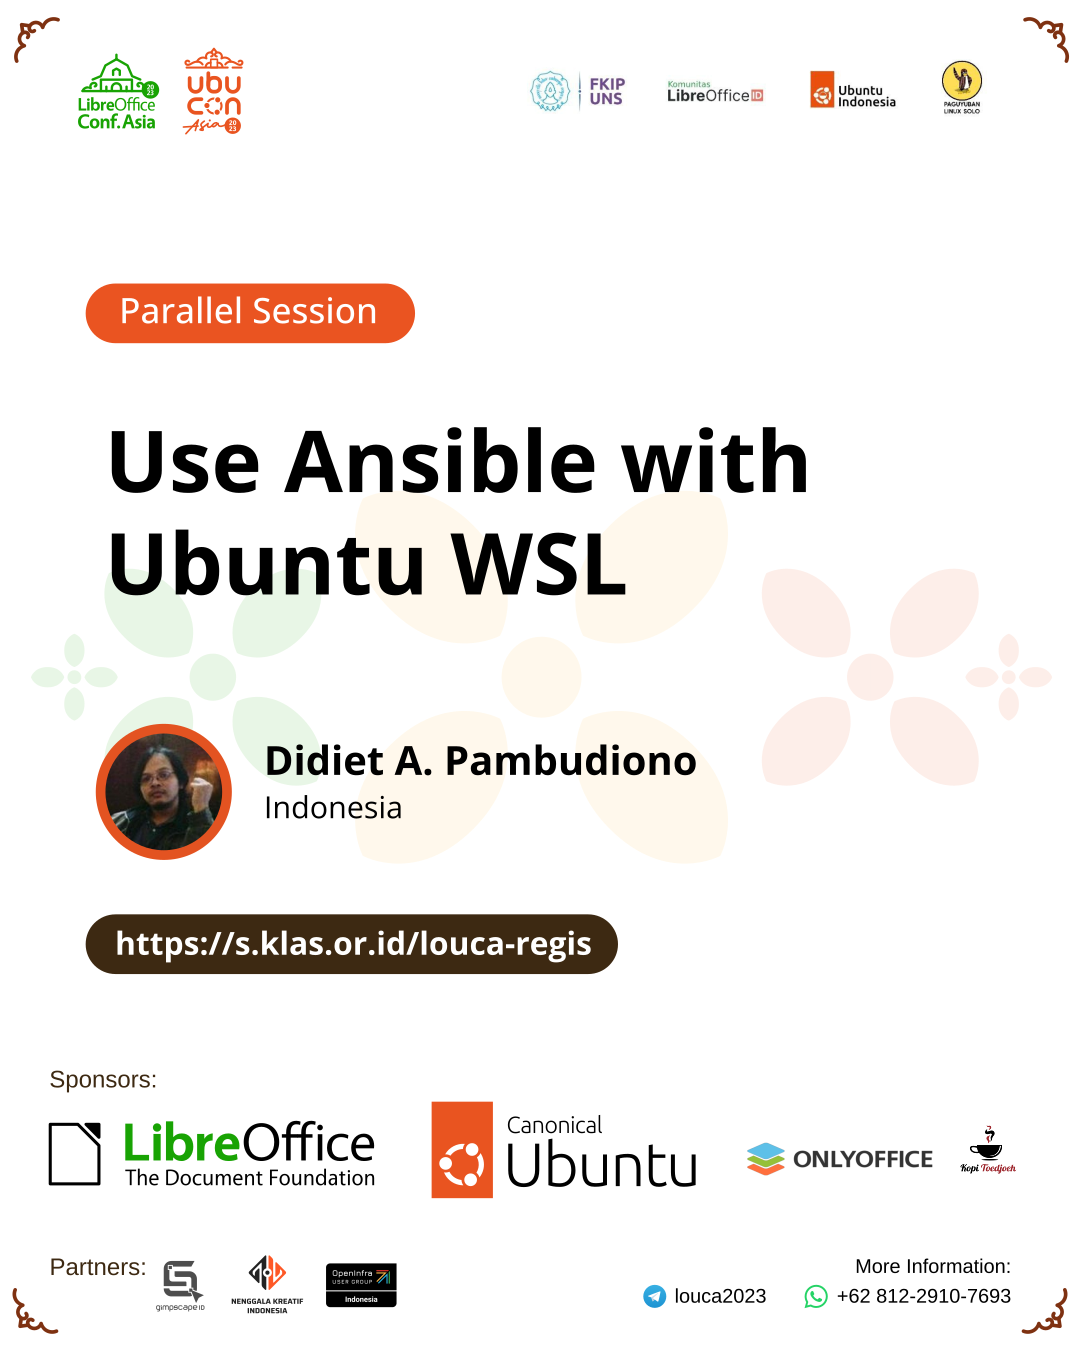 LibreOffice
Conf.Asia
2023
ubu
con
Asia
2023
FKIP
UNS
Komunitas
LibreOffice ID
Ubuntu
Indonesia
PAGUYUBAN
LINUX SOLO
Parallel Session
Use Ansible with
Ubuntu WSL
Didiet A. Pambudiono
Indonesia
https://s.klas.or.id/louca-regis
Sponsors:
LibreOffice
The Document Foundation
Canonical
Ubuntu
ONLYOFFICE
Kopi Toedjoeh
Partners:
gimpscape ID
NENGGALA KREATIF
INDONESIA
OpenInfra
USER GROUP
Indonesia
More Information:
louca2023
+62 812-2910-7693